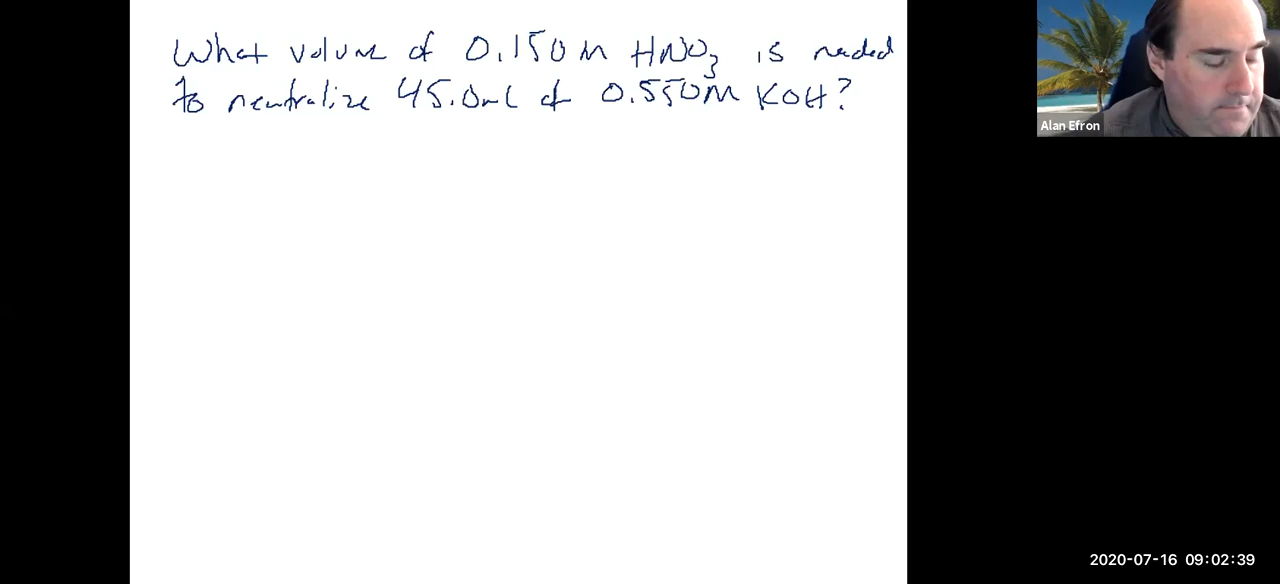 What volume of 0.150 M HNO3 is needed
to neutralize 45.0 mL of 0.550 M KOH?
Alan Efron
2020-07-16 09:02:39